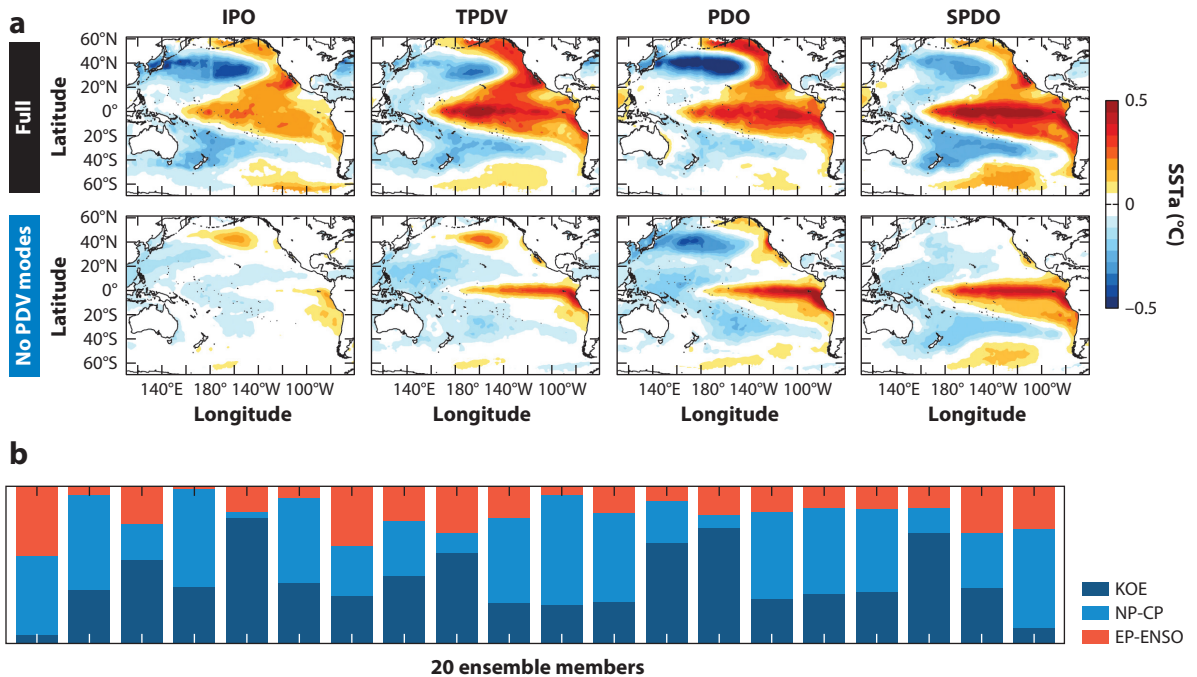 a
IPO TPDV PDO SPDO
Full
Latitude
60°N
40°N
20°N
0°
20°S
40°S
60°S
No PDV modes
Latitude
60°N
40°N
20°N
0°
20°S
40°S
60°S
140°E 180° 140°W 100°W 140°E 180° 140°W 100°W 140°E 180° 140°W 100°W 140°E 180° 140°W 100°W
Longitude Longitude Longitude Longitude
0.5
0
–0.5
SSTa (°C)
b
KOE
NP-CP
EP-ENSO
20 ensemble members